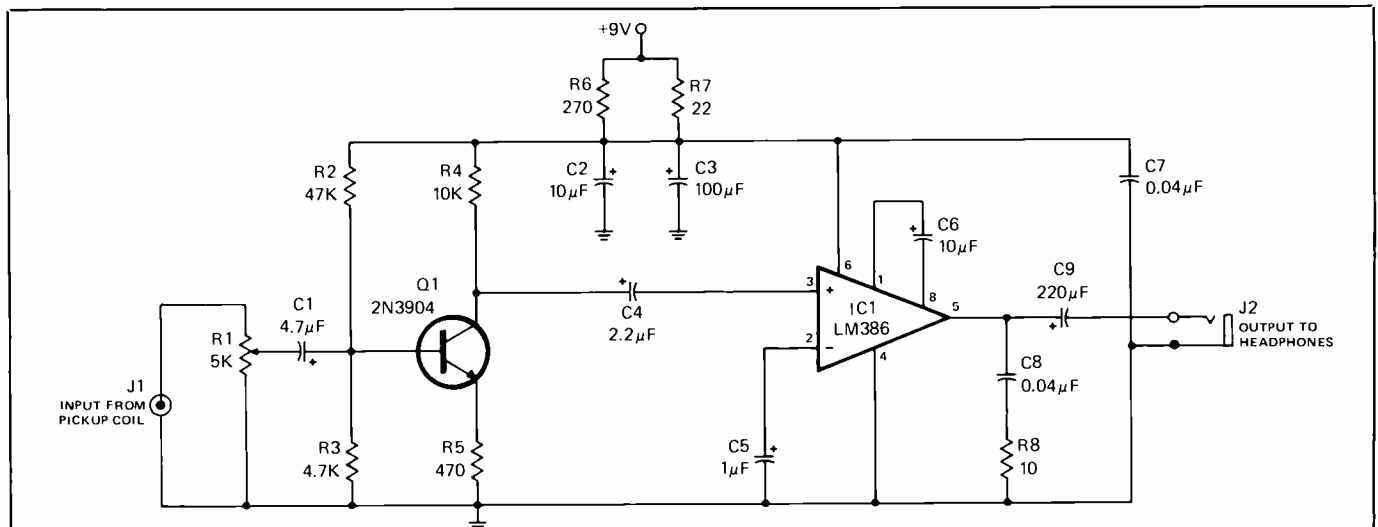 +9V
R6
270
R7
22
R2
47K
R4
10K
C2
10μF
+
+
C3
100μF
C7
0.04μF
Q1
2N3904
+
C4
2.2μF
3
+
6
1
+
C6
10μF
8
5
IC1
LM386
2
−
4
C9
220μF
+
J2
OUTPUT TO
HEADPHONES
C1
4.7μF
+
R1
5K
J1
INPUT FROM
PICKUP COIL
R3
4.7K
R5
470
C5
1μF
+
C8
0.04μF
R8
10